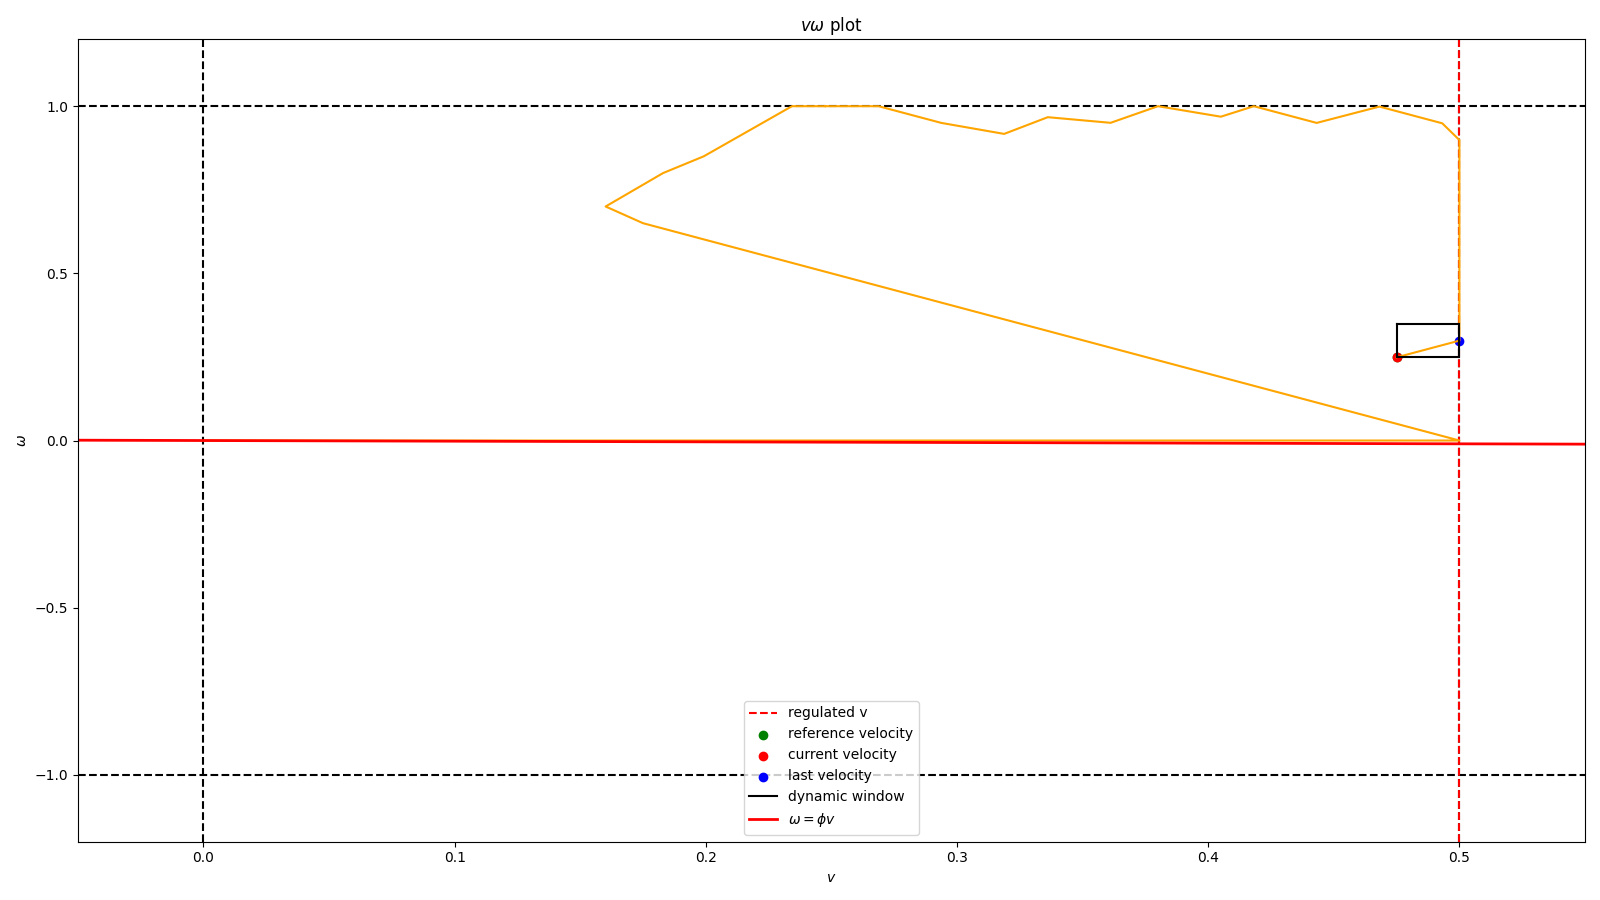 vω plot
1.0
0.5
0.0
−0.5
−1.0
ω
0.0 0.1 0.2 0.3 0.4 0.5
v
regulated v
reference velocity
current velocity
last velocity
dynamic window
ω = ϕv